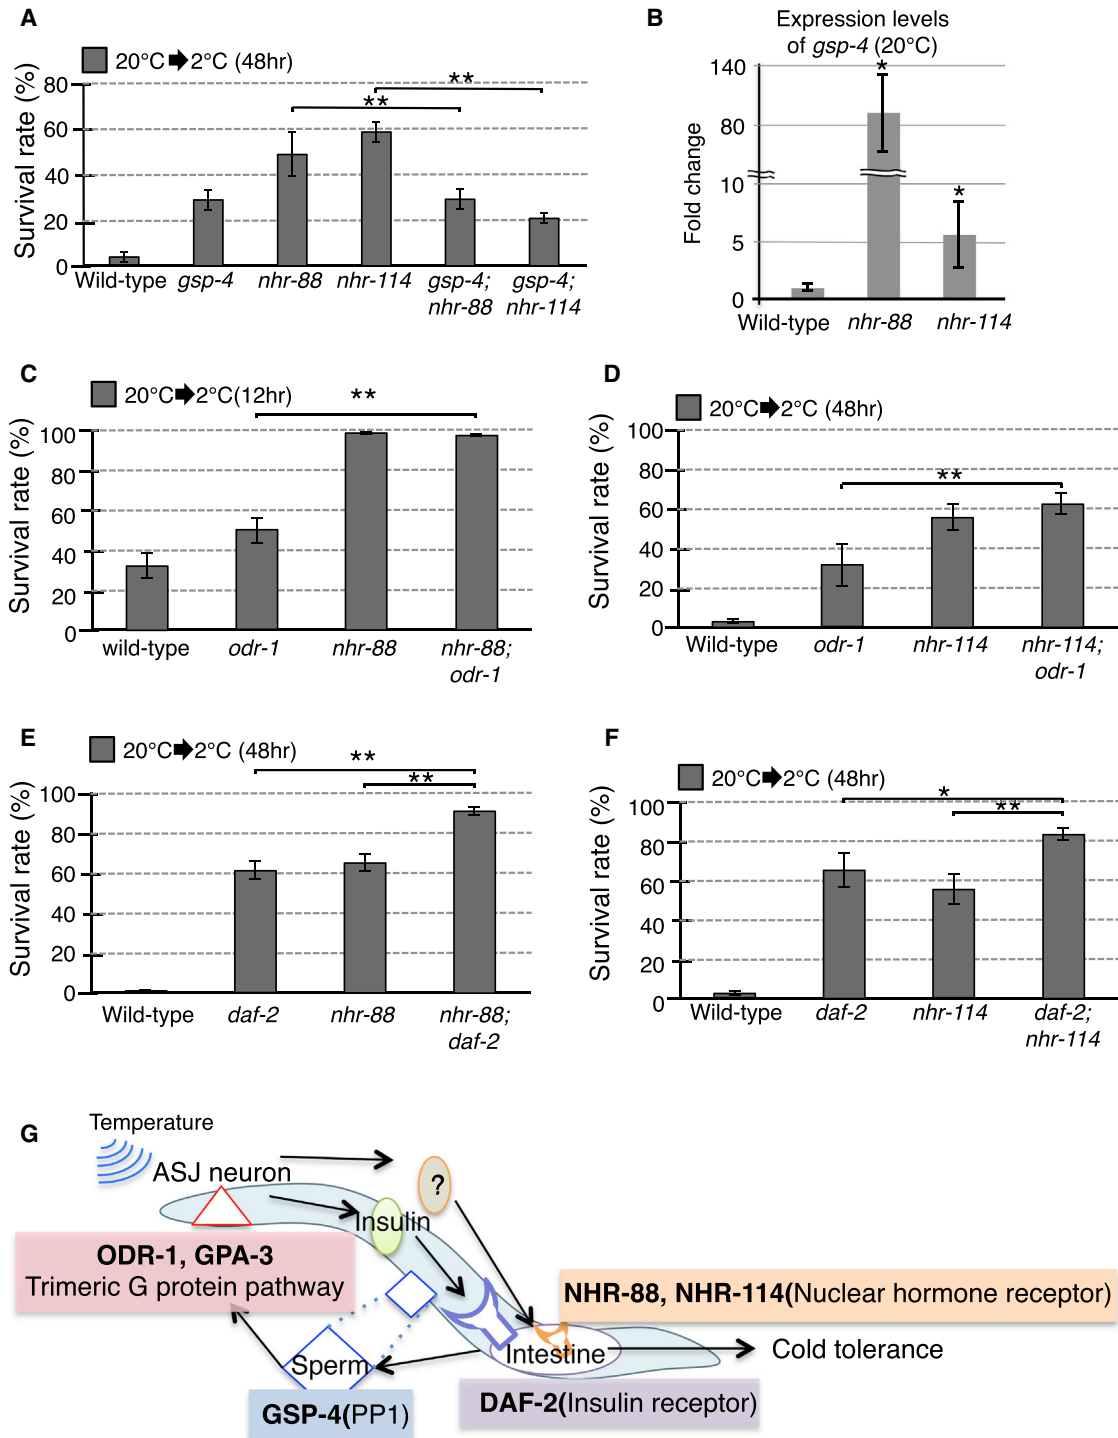 A
20°C➡2°C (48hr)
Survival rate (%)
80
60
40
20
0
**
**
Wild-type
gsp-4
nhr-88
nhr-114
gsp-4;
nhr-88
gsp-4;
nhr-114
B
Expression levels
of gsp-4 (20°C)
Fold change
140
80
10
5
0
*
*
Wild-type
nhr-88
nhr-114
C
20°C➡2°C(12hr)
Survival rate (%)
100
80
60
40
20
0
**
wild-type
odr-1
nhr-88
nhr-88;
odr-1
D
20°C➡2°C (48hr)
Survival rate (%)
100
80
60
40
20
0
**
Wild-type
odr-1
nhr-114
nhr-114;
odr-1
E
20°C➡2°C (48hr)
Survival rate (%)
100
80
60
40
20
0
**
**
Wild-type
daf-2
nhr-88
nhr-88;
daf-2
F
20°C➡2°C (48hr)
Survival rate (%)
100
80
60
40
20
0
*
**
Wild-type
daf-2
nhr-114
daf-2;
nhr-114
G
Temperature
ASJ neuron
?
Insulin
ODR-1, GPA-3
Trimeric G protein pathway
NHR-88, NHR-114(Nuclear hormone receptor)
Sperm
Intestine
Cold tolerance
GSP-4(PP1)
DAF-2(Insulin receptor)